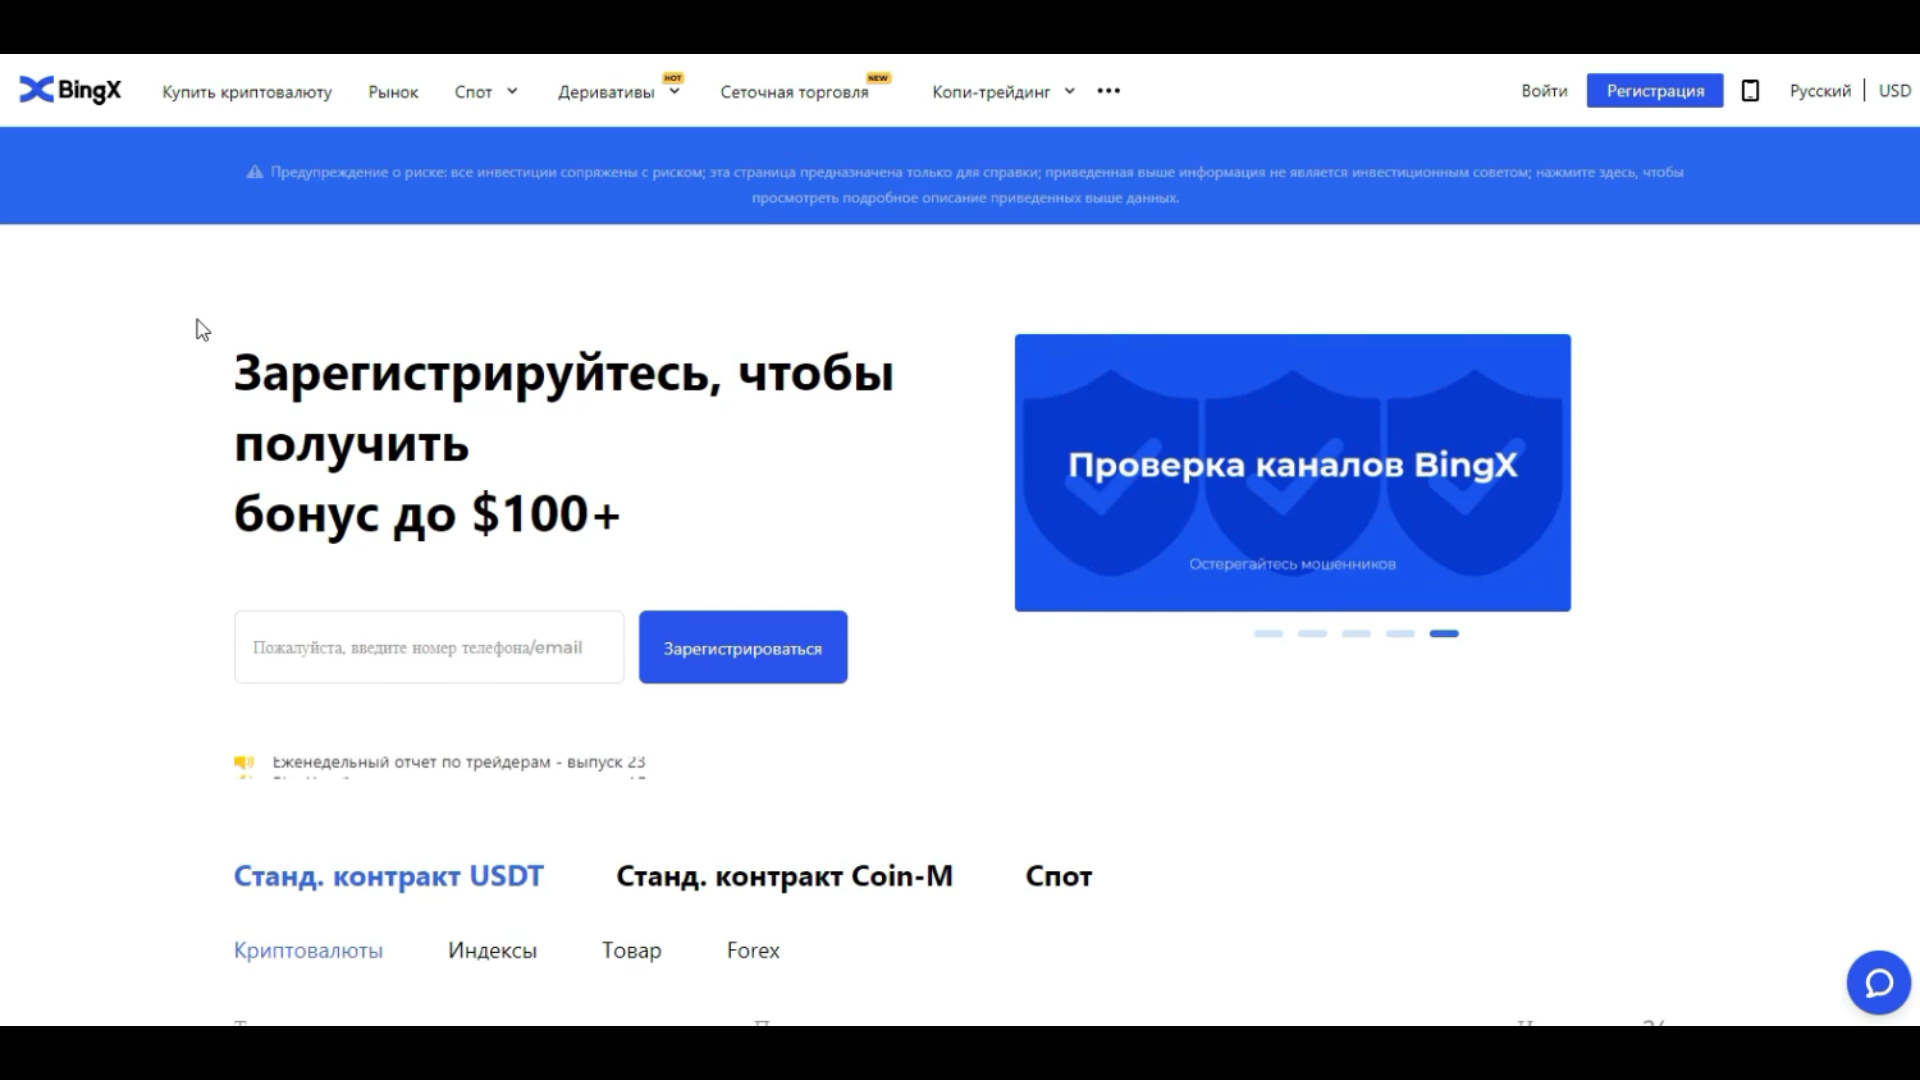 BingX
Купить криптовалюту
Рынок
Спот
Деривативы
HOT
Сеточная торговля
NEW
Копи-трейдинг
•••
Войти
Регистрация
Русский | USD
Предупреждение о риске: все инвестиции сопряжены с риском; эта страница предназначена только для справки; приведенная выше информация не является инвестиционным советом; нажмите здесь, чтобы
просмотреть подробное описание приведенных выше данных.
Зарегистрируйтесь, чтобы
получить
бонус до $100+
Пожалуйста, введите номер телефона/email
Зарегистрироваться
Проверка каналов BingX
Остерегайтесь мошенников
Еженедельный отчет по трейдерам - выпуск 23
Станд. контракт USDT
Станд. контракт Coin-M
Спот
Криптовалюты
Индексы
Товар
Forex